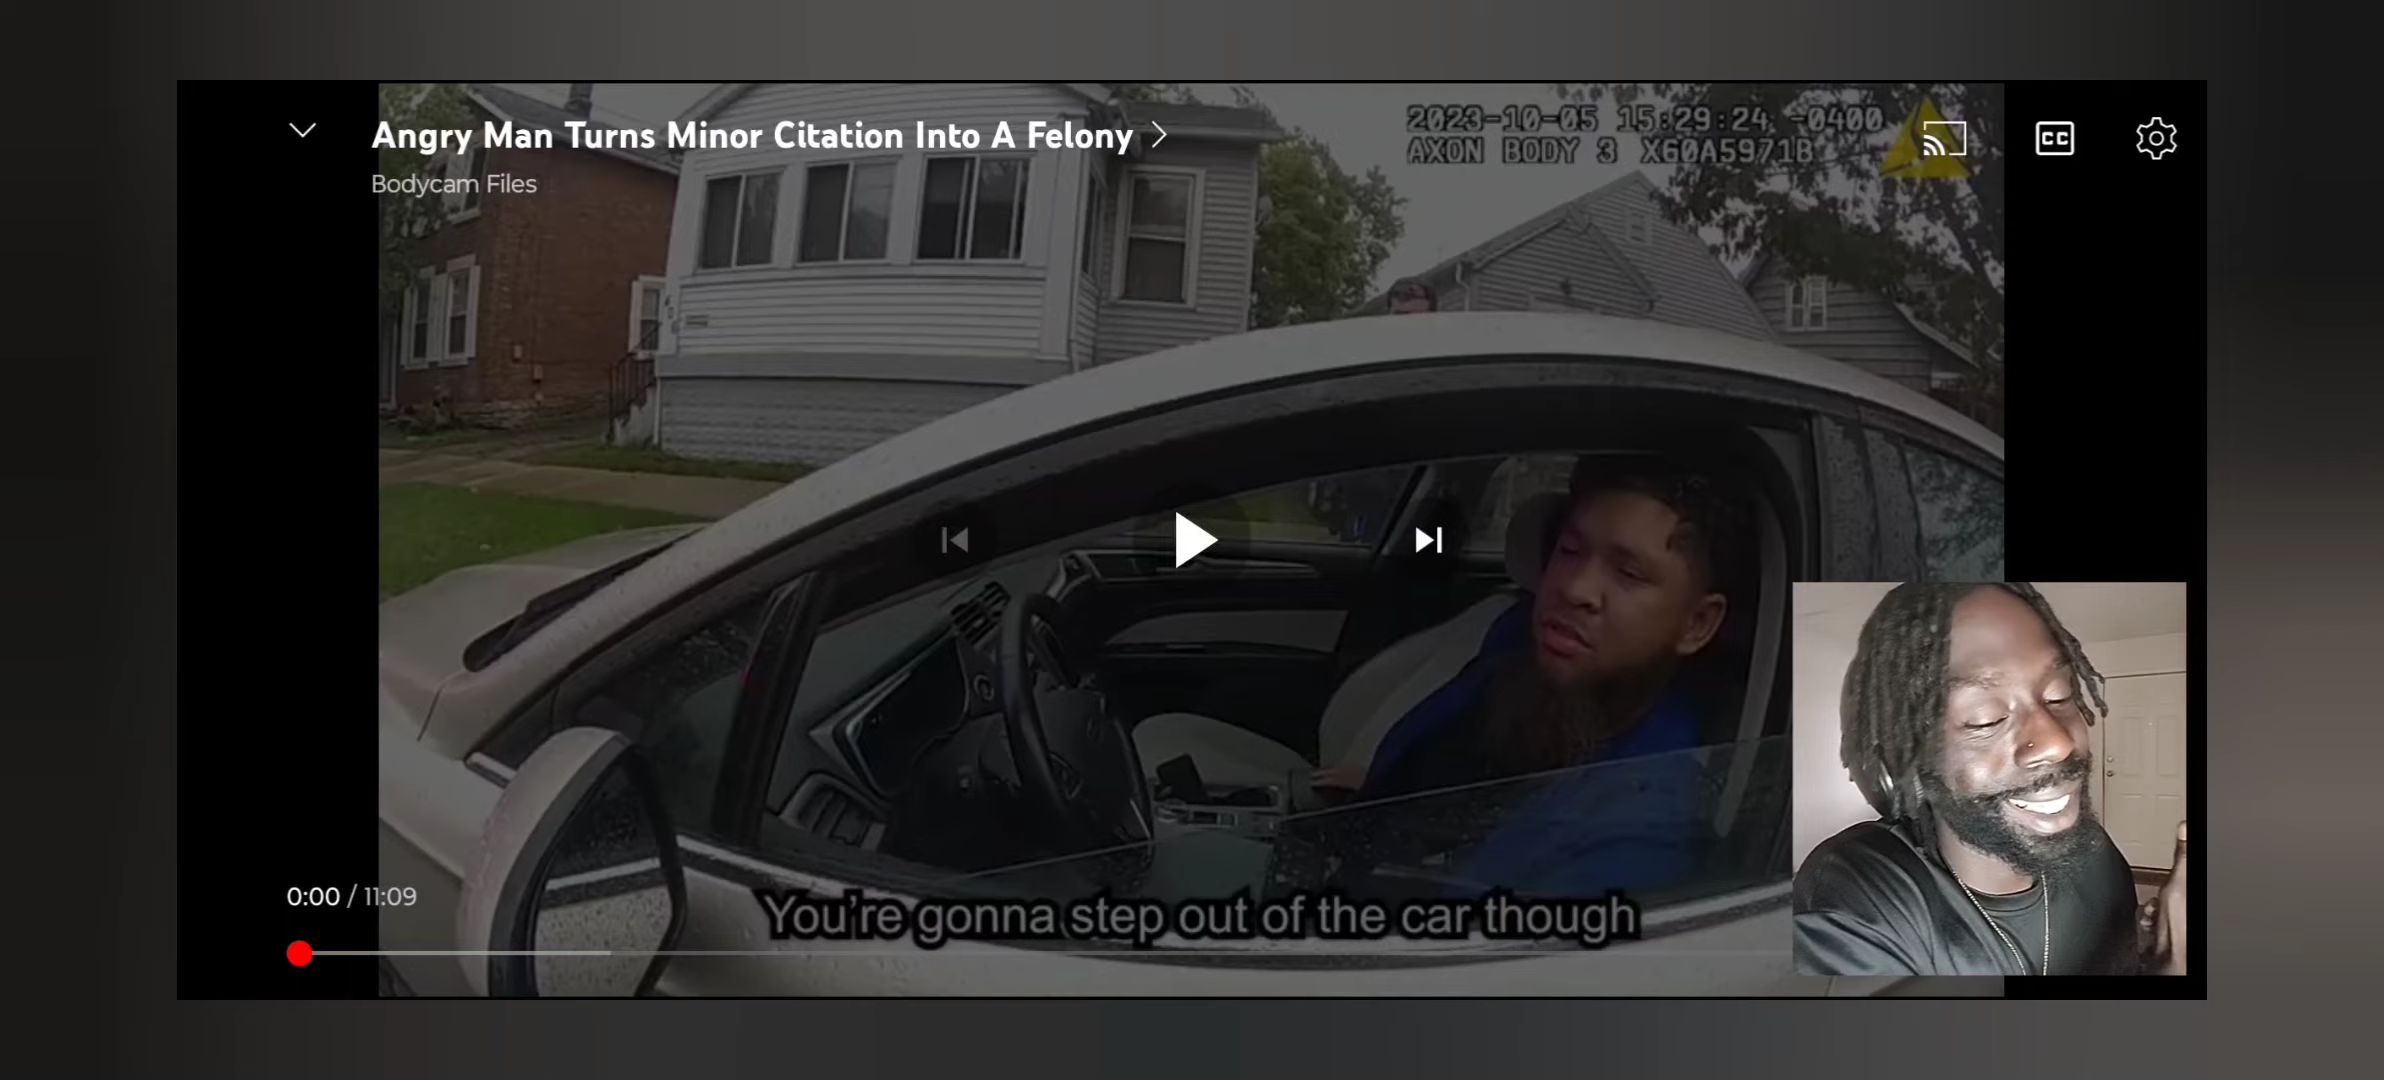 Angry Man Turns Minor Citation Into A Felony
Bodycam Files
2023-10-05 15:29:24 -0400
AXON BODY 3 X60A5971B
CC
0:00 / 11:09
You're gonna step out of the car though